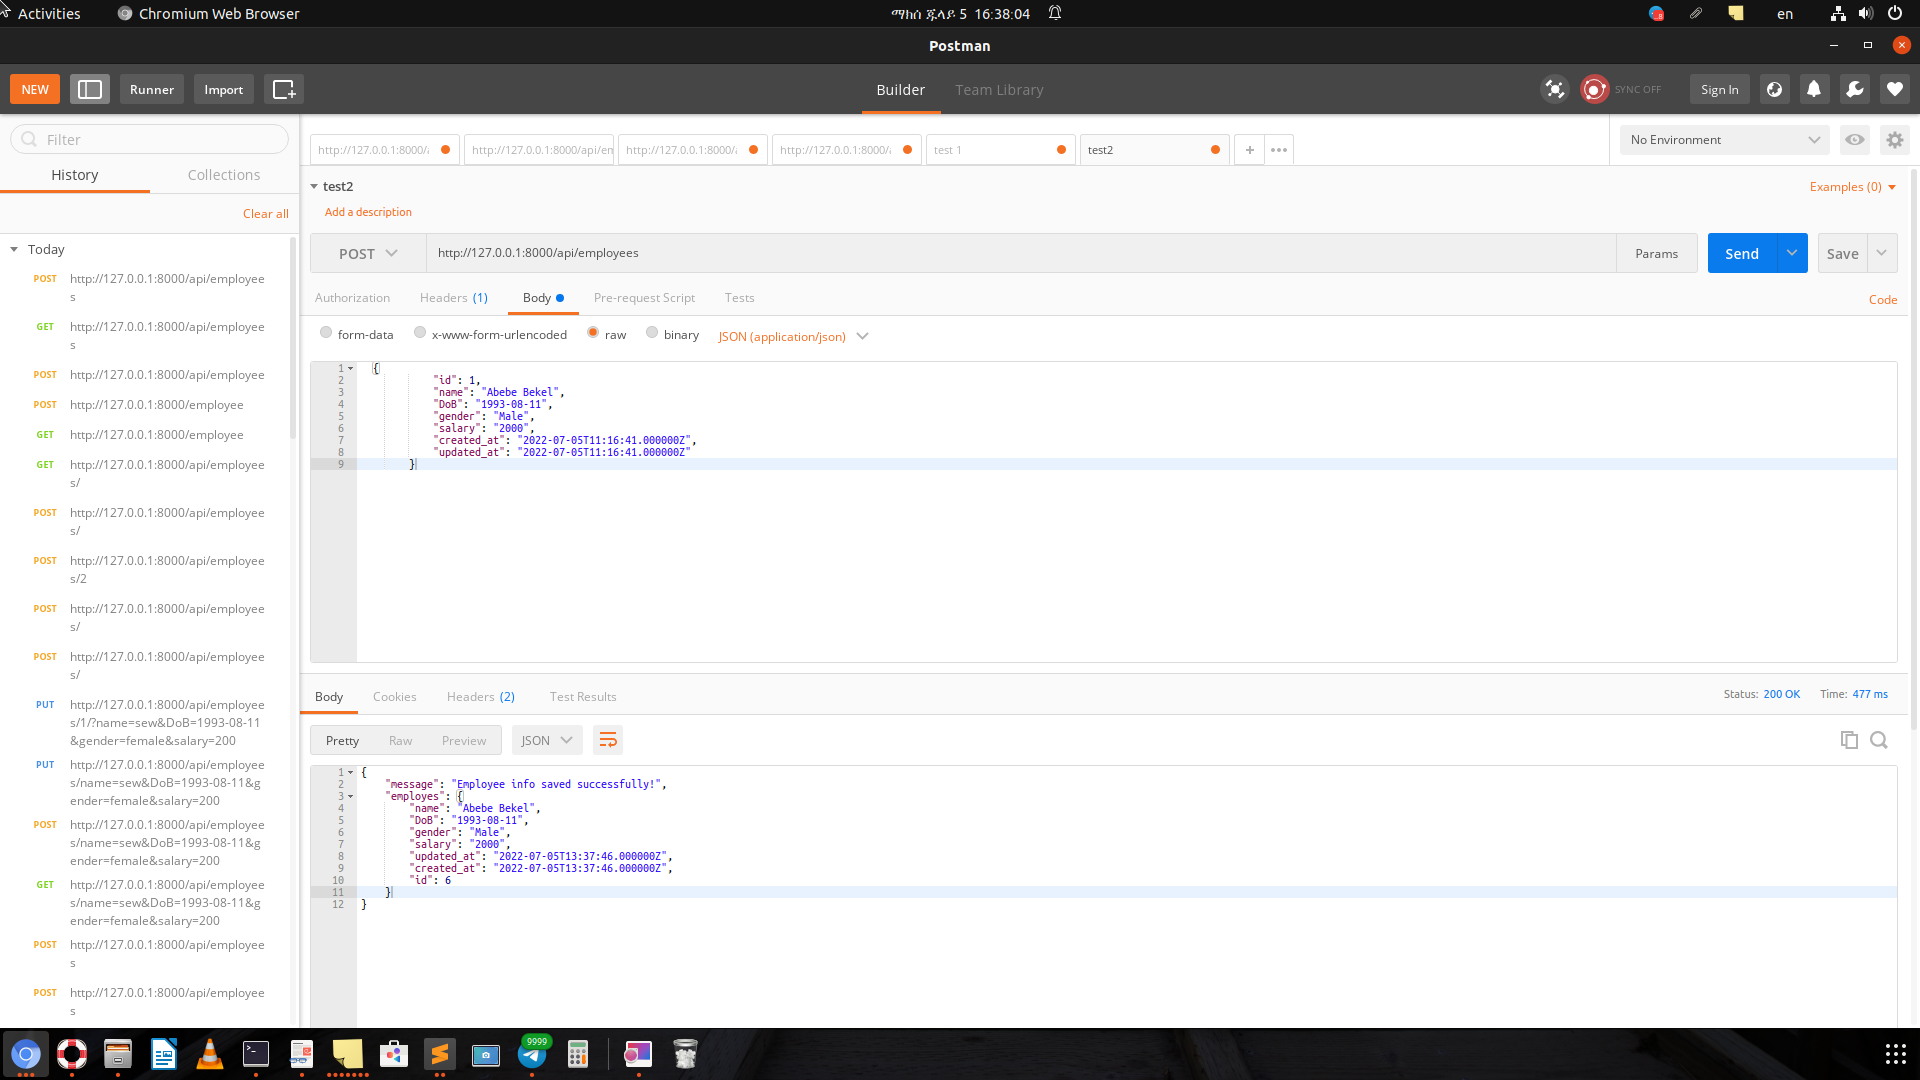 Activities
Chromium Web Browser
ማክሰ ጁላይ 5 16:38:04
en
Postman
NEW
Runner
Import
Builder
Team Library
SYNC OFF
Sign In
Filter
History
Collections
Clear all
Today
POST http://127.0.0.1:8000/api/employee
s
GET http://127.0.0.1:8000/api/employee
s
POST http://127.0.0.1:8000/api/employee
POST http://127.0.0.1:8000/employee
GET http://127.0.0.1:8000/employee
GET http://127.0.0.1:8000/api/employee
s/
POST http://127.0.0.1:8000/api/employee
s/
POST http://127.0.0.1:8000/api/employee
s/2
POST http://127.0.0.1:8000/api/employee
s/
POST http://127.0.0.1:8000/api/employee
s/
PUT http://127.0.0.1:8000/api/employee
s/1/?name=sew&DoB=1993-08-11
&gender=female&salary=200
PUT http://127.0.0.1:8000/api/employee
s/name=sew&DoB=1993-08-11&g
ender=female&salary=200
POST http://127.0.0.1:8000/api/employee
s/name=sew&DoB=1993-08-11&g
ender=female&salary=200
GET http://127.0.0.1:8000/api/employee
s/name=sew&DoB=1993-08-11&g
ender=female&salary=200
POST http://127.0.0.1:8000/api/employee
s
POST http://127.0.0.1:8000/api/employee
s
http://127.0.0.1:8000/
http://127.0.0.1:8000/api/en
http://127.0.0.1:8000/
http://127.0.0.1:8000/
test 1
test2
No Environment
test2
Examples (0)
Add a description
POST
http://127.0.0.1:8000/api/employees
Params
Send
Save
Authorization
Headers (1)
Body
Pre-request Script
Tests
Code
form-data
x-www-form-urlencoded
raw
binary
JSON (application/json)
1 {
2 "id": 1,
3 "name": "Abebe Bekel",
4 "DoB": "1993-08-11",
5 "gender": "Male",
6 "salary": "2000",
7 "created_at": "2022-07-05T11:16:41.000000Z",
8 "updated_at": "2022-07-05T11:16:41.000000Z"
9 }
Body
Cookies
Headers (2)
Test Results
Status: 200 OK
Time: 477 ms
Pretty
Raw
Preview
JSON
1 {
2 "message": "Employee info saved successfully!",
3 "employes": {
4 "name": "Abebe Bekel",
5 "DoB": "1993-08-11",
6 "gender": "Male",
7 "salary": "2000",
8 "updated_at": "2022-07-05T13:37:46.000000Z",
9 "created_at": "2022-07-05T13:37:46.000000Z",
10 "id": 6
11 }
12 }
9999